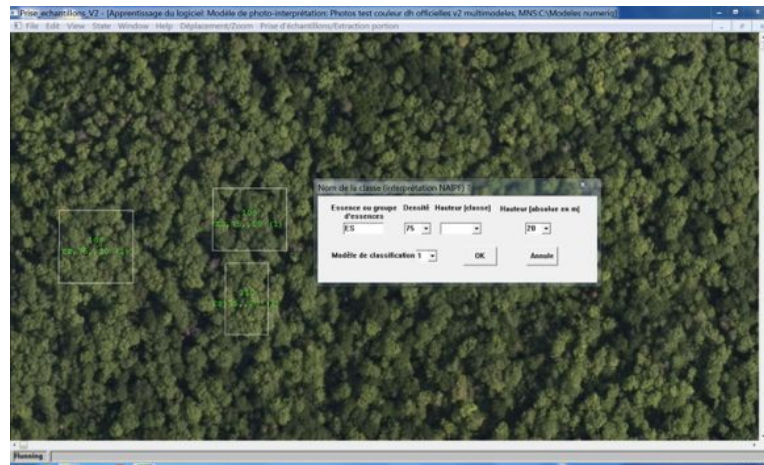 Prise_echantillons_V2 - [Apprentissage du logiciel: Modèle de photo-interprétation: Photos test couleur dh officielles v2 multimodeles, MNS:C:\Modeles numeriq]
File Edit View State Window Help Déplacement/Zoom Prise d'échantillons/Extraction portion
Nom de la classe (interprétation NAIPF) ?
Essence ou groupe d'essences Densité Hauteur (classe) Hauteur (absolue en m)
ES 75 20
Modèle de classification 1 OK Annule
Running